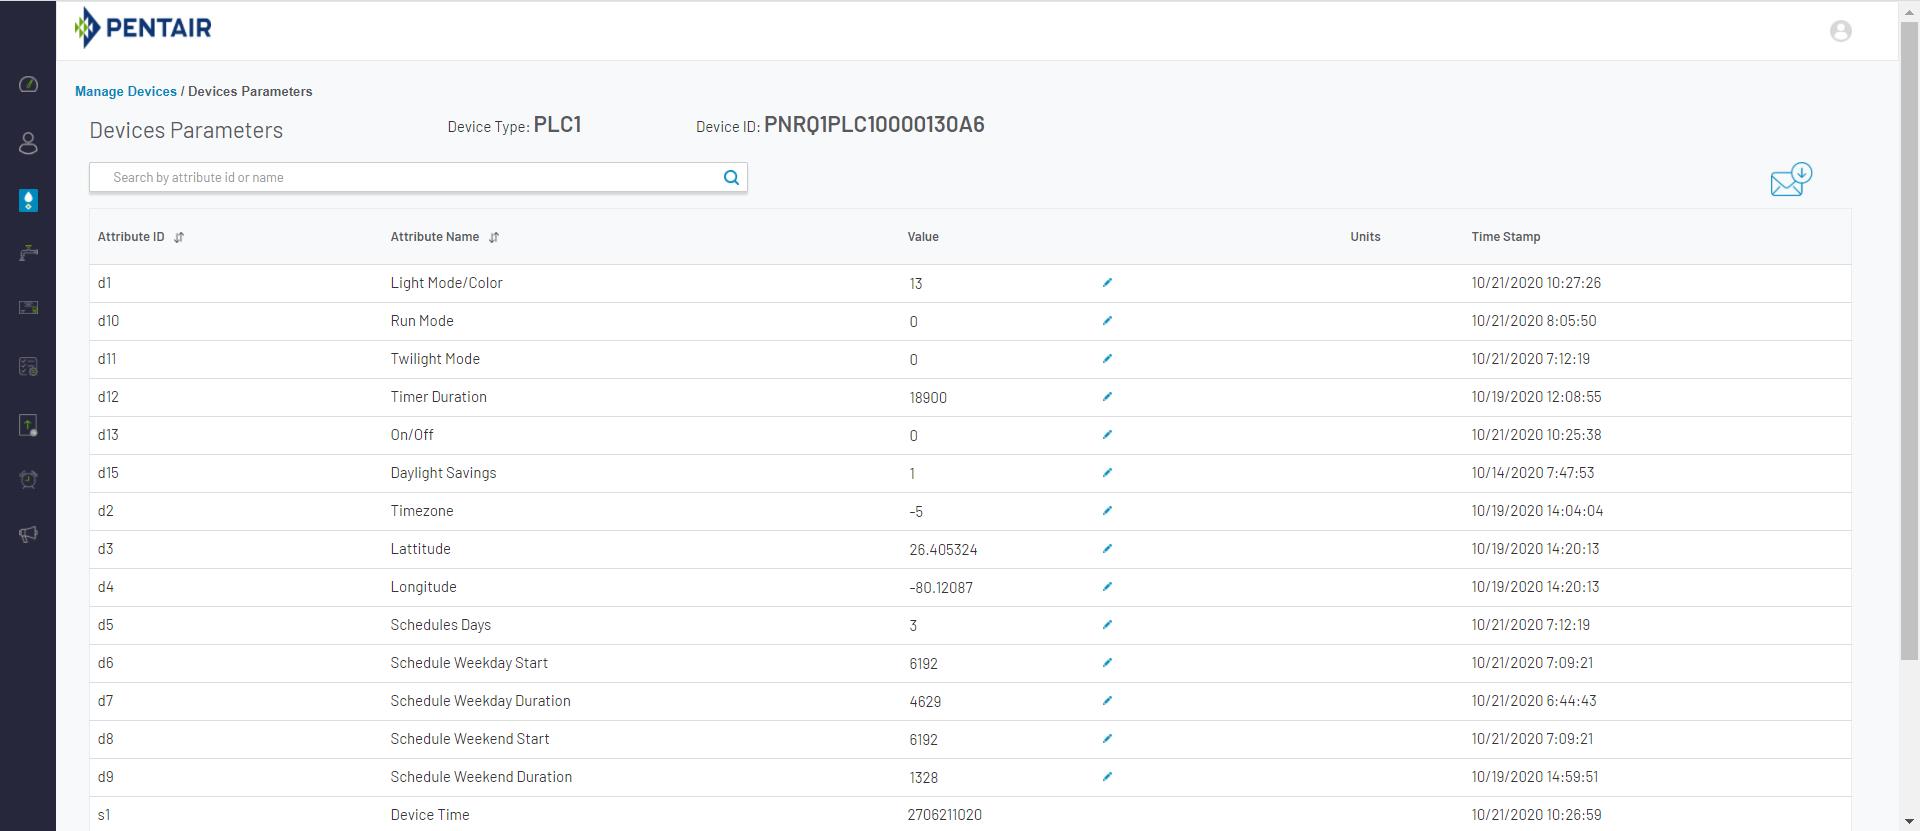 PENTAIR
Manage Devices / Devices Parameters
Devices Parameters Device Type: PLC1 Device ID: PNRQ1PLC10000130A6
Search by attribute id or name
Attribute ID Attribute Name Value Units Time Stamp
d1 Light Mode/Color 13 10/21/2020 10:27:26
d10 Run Mode 0 10/21/2020 8:05:50
d11 Twilight Mode 0 10/21/2020 7:12:19
d12 Timer Duration 18900 10/19/2020 12:08:55
d13 On/Off 0 10/21/2020 10:25:38
d15 Daylight Savings 1 10/14/2020 7:47:53
d2 Timezone -5 10/19/2020 14:04:04
d3 Lattitude 26.405324 10/19/2020 14:20:13
d4 Longitude -80.12087 10/19/2020 14:20:13
d5 Schedules Days 3 10/21/2020 7:12:19
d6 Schedule Weekday Start 6192 10/21/2020 7:09:21
d7 Schedule Weekday Duration 4629 10/21/2020 6:44:43
d8 Schedule Weekend Start 6192 10/21/2020 7:09:21
d9 Schedule Weekend Duration 1328 10/19/2020 14:59:51
s1 Device Time 2706211020 10/21/2020 10:26:59